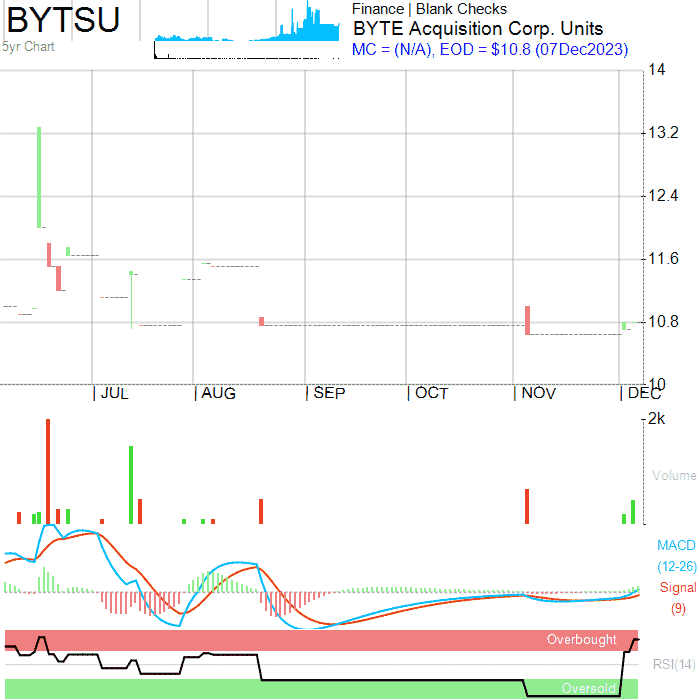 BYTSU
5yr Chart
Finance | Blank Checks
BYTE Acquisition Corp. Units
MC = (N/A), EOD = $10.8 (07Dec2023)
14
13.2
12.4
11.6
10.8
10
| JUL | AUG | SEP | OCT | NOV | DEC
2k
Volume
MACD
(12-26)
Signal
(9)
Overbought
RSI(14)
Oversold